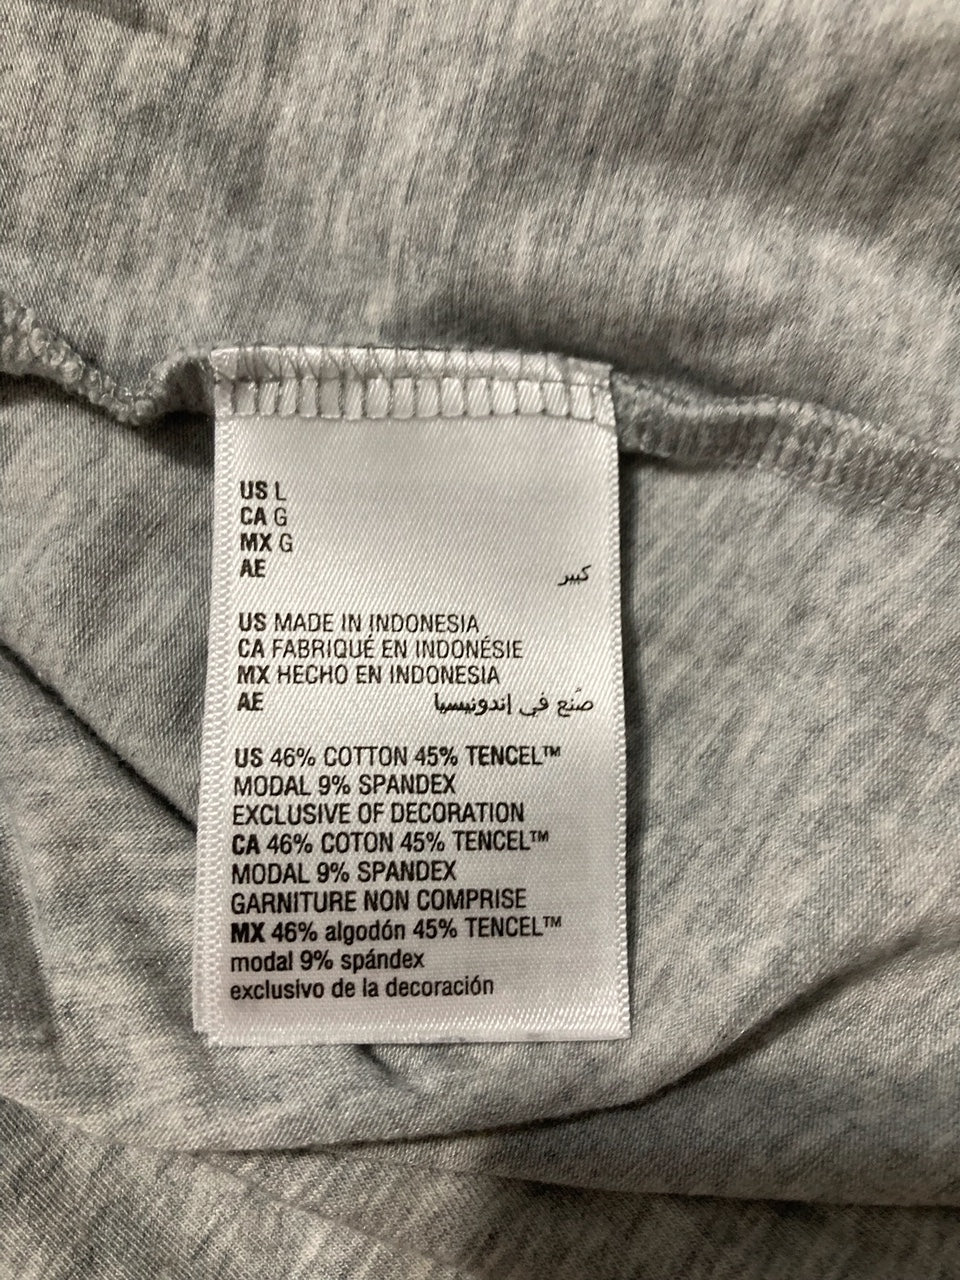 US L
CA G
MX G
AE كبير
US MADE IN INDONESIA
CA FABRIQUÉ EN INDONÉSIE
MX HECHO EN INDONESIA
AE صُنع في إندونيسيا
US 46% COTTON 45% TENCEL™
MODAL 9% SPANDEX
EXCLUSIVE OF DECORATION
CA 46% COTON 45% TENCEL™
MODAL 9% SPANDEX
GARNITURE NON COMPRISE
MX 46% algodón 45% TENCEL™
modal 9% spándex
exclusivo de la decoración